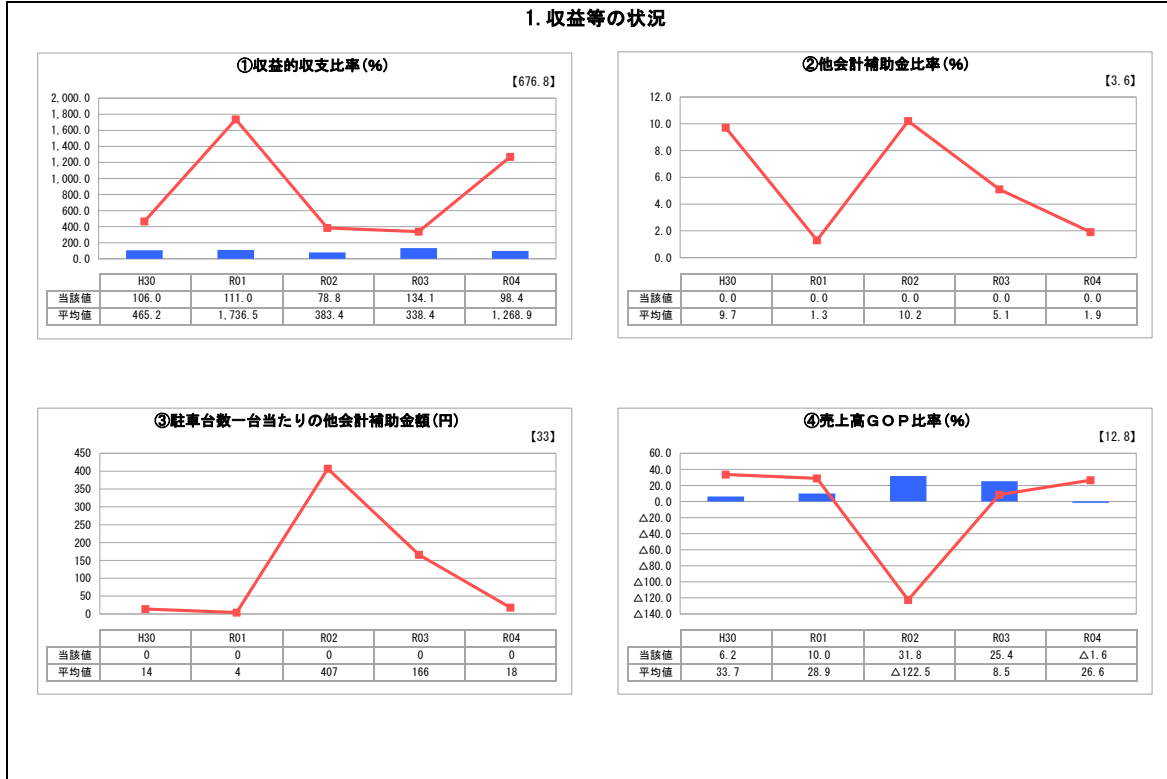 1. 収益等の状況
①収益的収支比率(%)
【676.8】
2,000.0
1,800.0
1,600.0
1,400.0
1,200.0
1,000.0
800.0
600.0
400.0
200.0
0.0
H30 R01 R02 R03 R04
当該値 106.0 111.0 78.8 134.1 98.4
平均値 465.2 1,736.5 383.4 338.4 1,268.9
②他会計補助金比率(%)
【3.6】
12.0
10.0
8.0
6.0
4.0
2.0
0.0
H30 R01 R02 R03 R04
当該値 0.0 0.0 0.0 0.0 0.0
平均値 9.7 1.3 10.2 5.1 1.9
③駐車台数一台当たりの他会計補助金額(円)
【33】
450
400
350
300
250
200
150
100
50
0
H30 R01 R02 R03 R04
当該値 0 0 0 0 0
平均値 14 4 407 166 18
④売上高GOP比率(%)
【12.8】
60.0
40.0
20.0
0.0
△20.0
△40.0
△60.0
△80.0
△100.0
△120.0
△140.0
H30 R01 R02 R03 R04
当該値 6.2 10.0 31.8 25.4 △1.6
平均値 33.7 28.9 △122.5 8.5 26.6